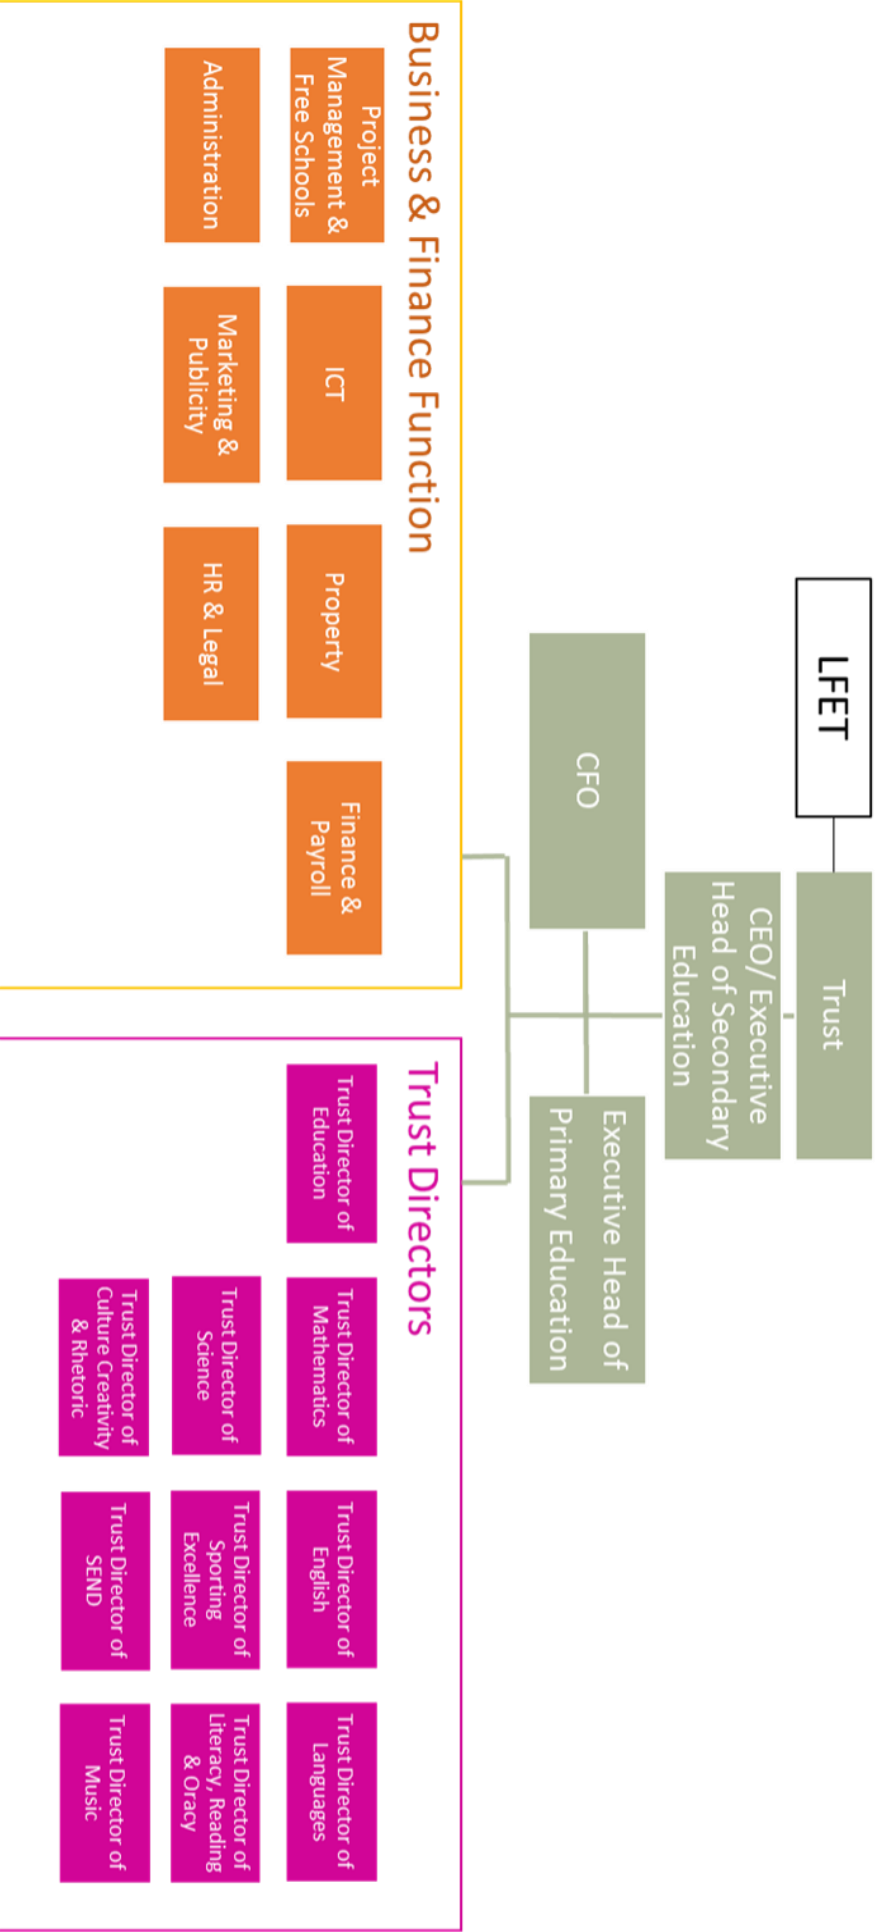 LFET
Trust
CEO/ Executive
Head of Secondary
Education
CFO
Executive Head of
Primary Education
Business & Finance Function
Project
Management &
Free Schools
ICT
Property
Finance &
Payroll
Administration
Marketing &
Publicity
HR & Legal
Trust Directors
Trust Director of
Education
Trust Director of
Mathematics
Trust Director of
English
Trust Director of
Languages
Trust Director of
Science
Trust Director of
Sporting
Excellence
Trust Director of
Literacy, Reading
& Oracy
Trust Director of
Culture Creativity
& Rhetoric
Trust Director of
SEND
Trust Director of
Music